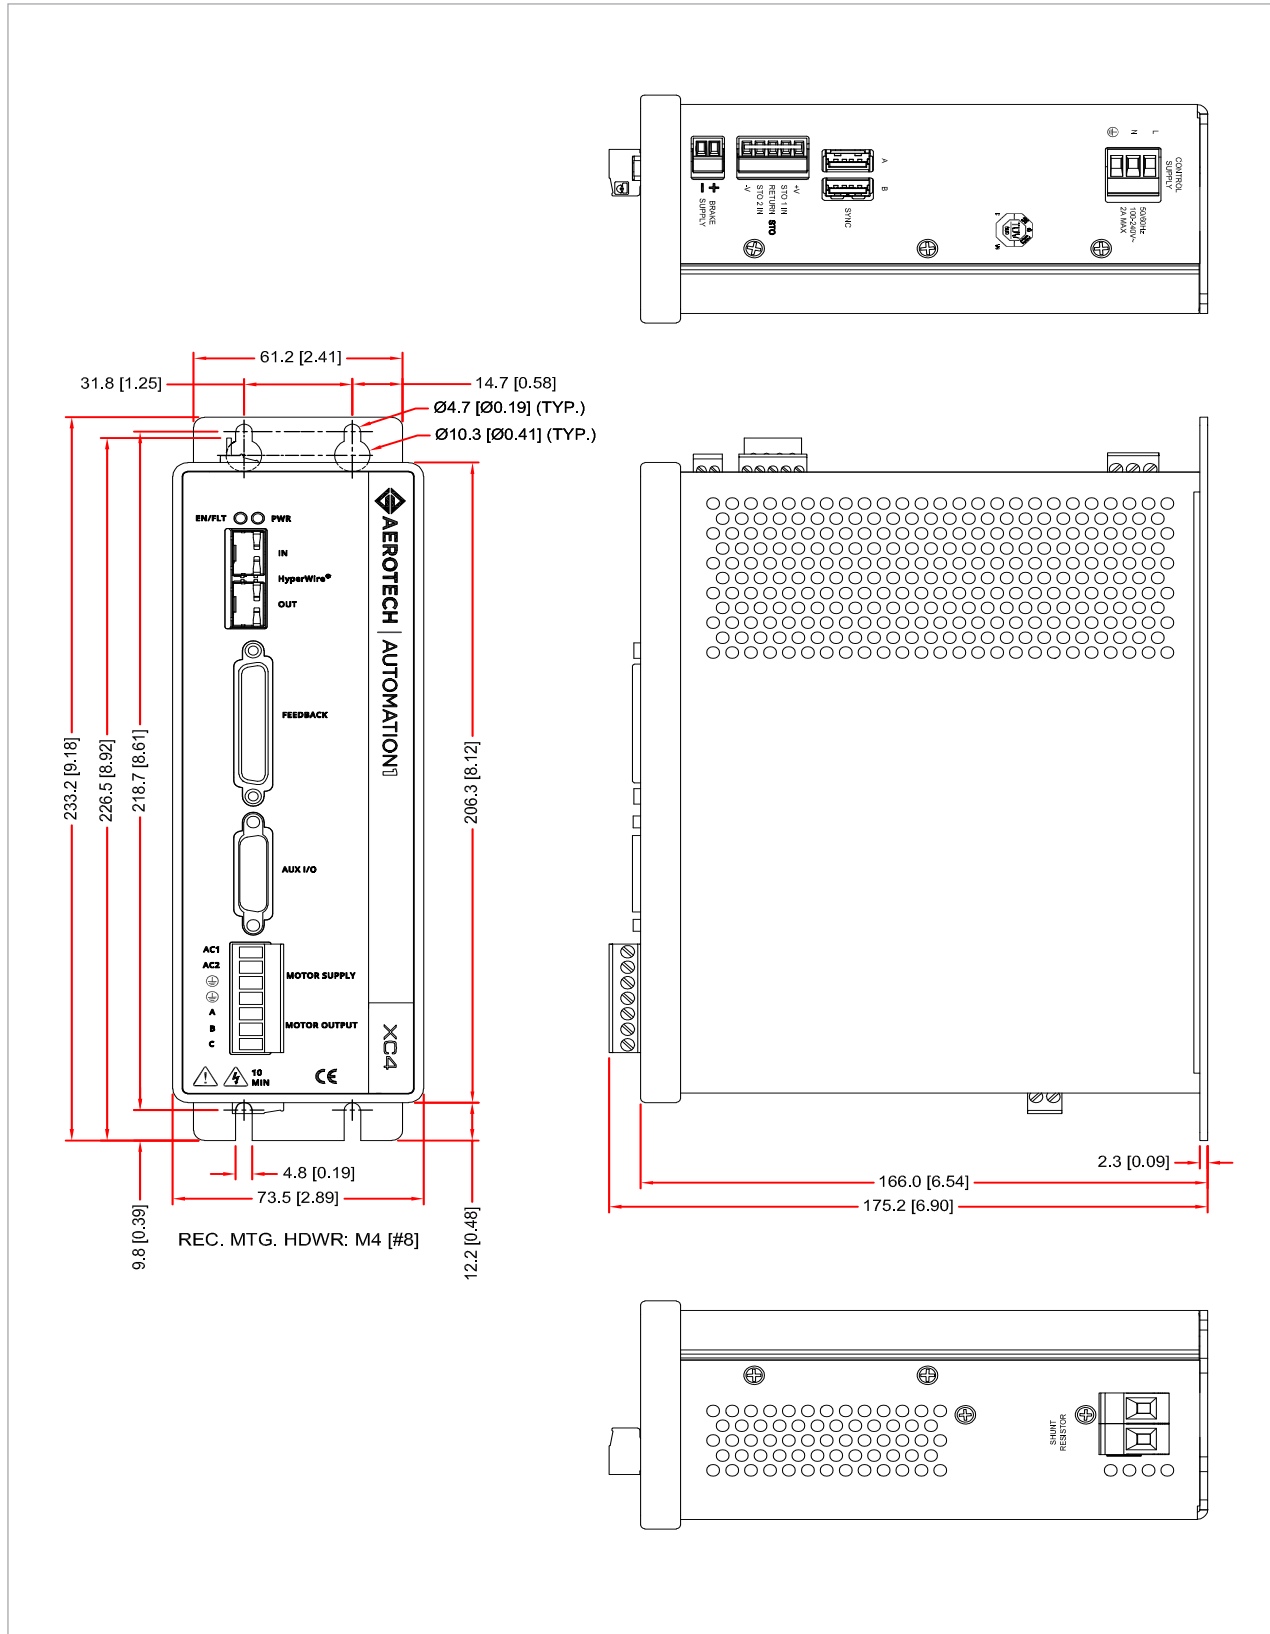 L
N
CONTROL
SUPPLY
50/60Hz
100-240V~
2A MAX
A
B
SYNC
+V
STO 1 IN
RETURN STO
STO 2 IN
-V
+
−
BRAKE
SUPPLY
TÜV
61.2 [2.41]
31.8 [1.25]
14.7 [0.58]
Ø4.7 [Ø0.19] (TYP.)
Ø10.3 [Ø0.41] (TYP.)
EN/FLT
PWR
IN
HyperWire®
OUT
FEEDBACK
AUX I/O
AC1
AC2
A
B
C
MOTOR SUPPLY
MOTOR OUTPUT
10
MIN
CE
AEROTECH | AUTOMATION1
XC4
233.2 [9.18]
226.5 [8.92]
218.7 [8.61]
206.3 [8.12]
4.8 [0.19]
73.5 [2.89]
9.8 [0.39]
12.2 [0.48]
REC. MTG. HDWR: M4 [#8]
2.3 [0.09]
166.0 [6.54]
175.2 [6.90]
SHUNT
RESISTOR